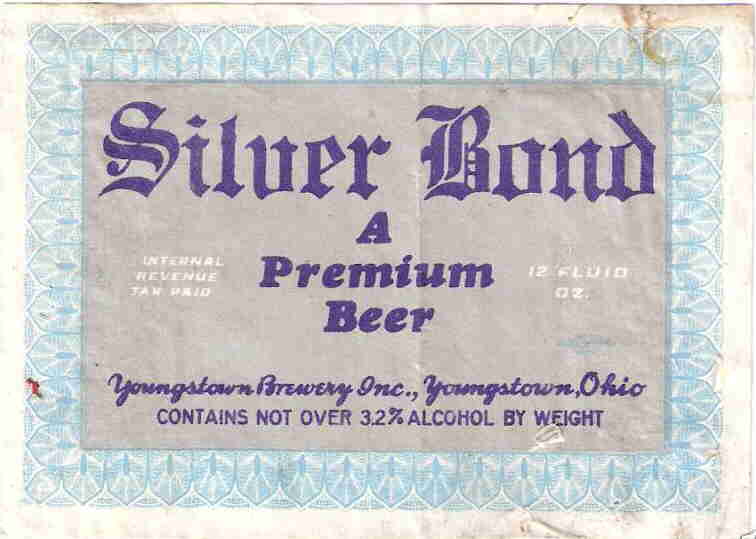 Silver Bond
A
INTERNAL
REVENUE
TAX PAID
Premium
Beer
12 FLUID
OZ.
Youngstown Brewery Inc., Youngstown, Ohio
CONTAINS NOT OVER 3.2% ALCOHOL BY WEIGHT